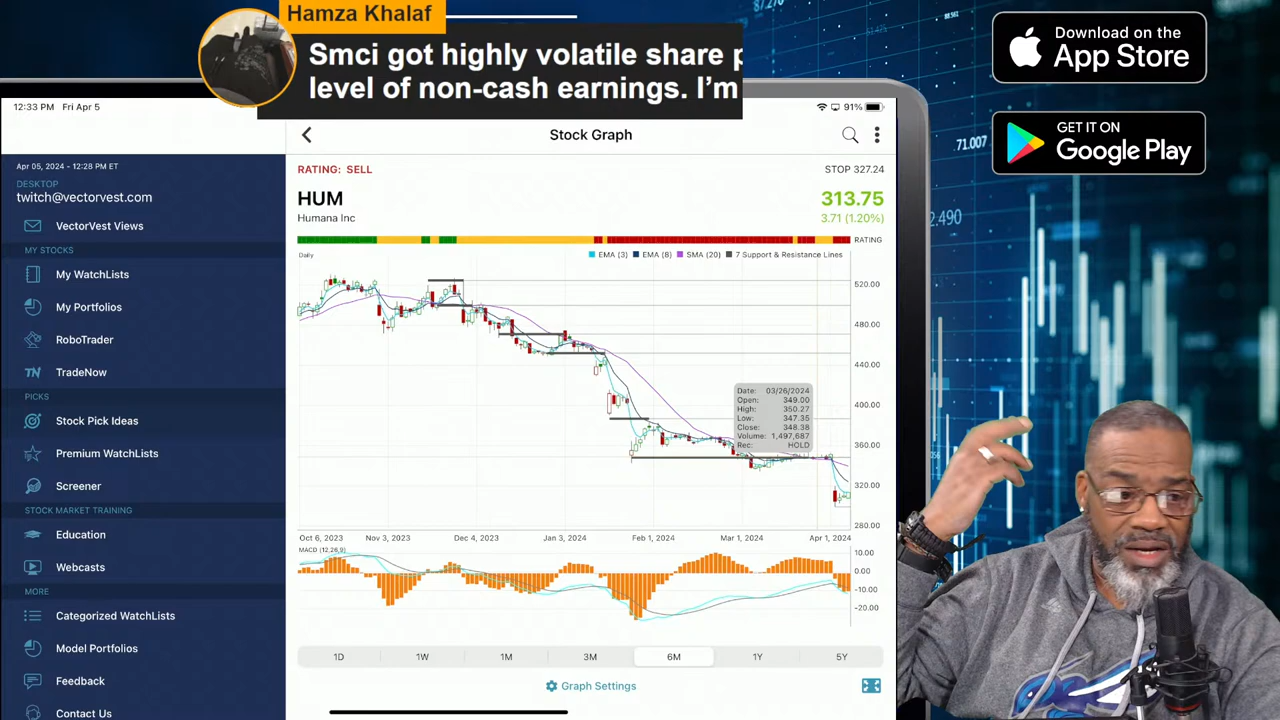 Hamza Khalaf
Smci got highly volatile share
level of non-cash earnings. I'm
Download on the
App Store
GET IT ON
Google Play
71.007
2.490
12:33 PM Fri Apr 5
91%
Stock Graph
Apr 05, 2024 - 12:28 PM ET
DESKTOP
twitch@vectorvest.com
VectorVest Views
MY STOCKS
My WatchLists
My Portfolios
RoboTrader
TN TradeNow
PICKS
Stock Pick Ideas
Premium WatchLists
Screener
STOCK MARKET TRAINING
Education
Webcasts
MORE
Categorized WatchLists
Model Portfolios
Feedback
Contact Us
RATING: SELL
STOP 327.24
HUM
313.75
Humana Inc
3.71 (1.20%)
RATING
Daily
EMA (3) EMA (8) SMA (20) 7 Support & Resistance Lines
520.00
480.00
440.00
400.00
360.00
320.00
280.00
Date: 03/26/2024
Open: 349.00
High: 350.27
Low: 347.35
Close: 348.38
Volume: 1,497,687
Rec: HOLD
Oct 6, 2023 Nov 3, 2023 Dec 4, 2023 Jan 3, 2024 Feb 1, 2024 Mar 1, 2024 Apr 1, 2024
MACD (12,26,9)
10.00
0.00
-10.00
-20.00
1D 1W 1M 3M 6M 1Y 5Y
Graph Settings